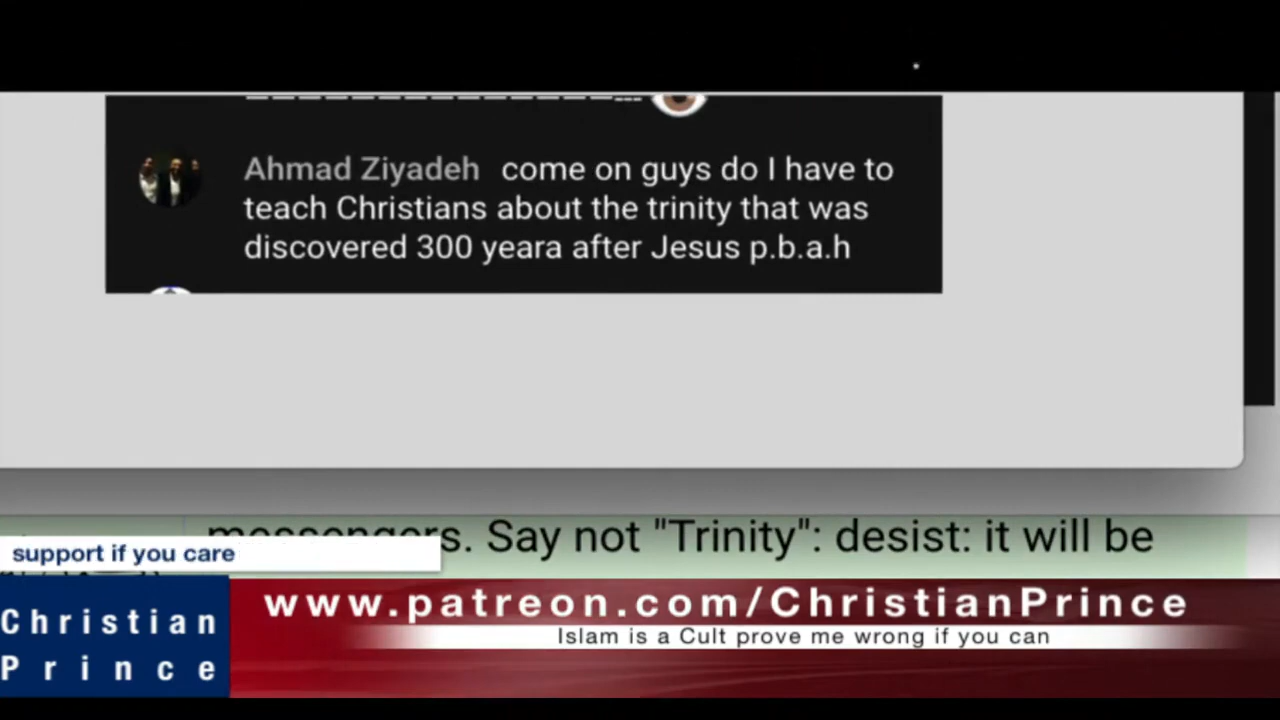 Ahmad Ziyadeh come on guys do I have to
teach Christians about the trinity that was
discovered 300 yeara after Jesus p.b.a.h
messengers. Say not "Trinity": desist: it will be
support if you care
Christian
Prince
www.patreon.com/ChristianPrince
Islam is a Cult prove me wrong if you can